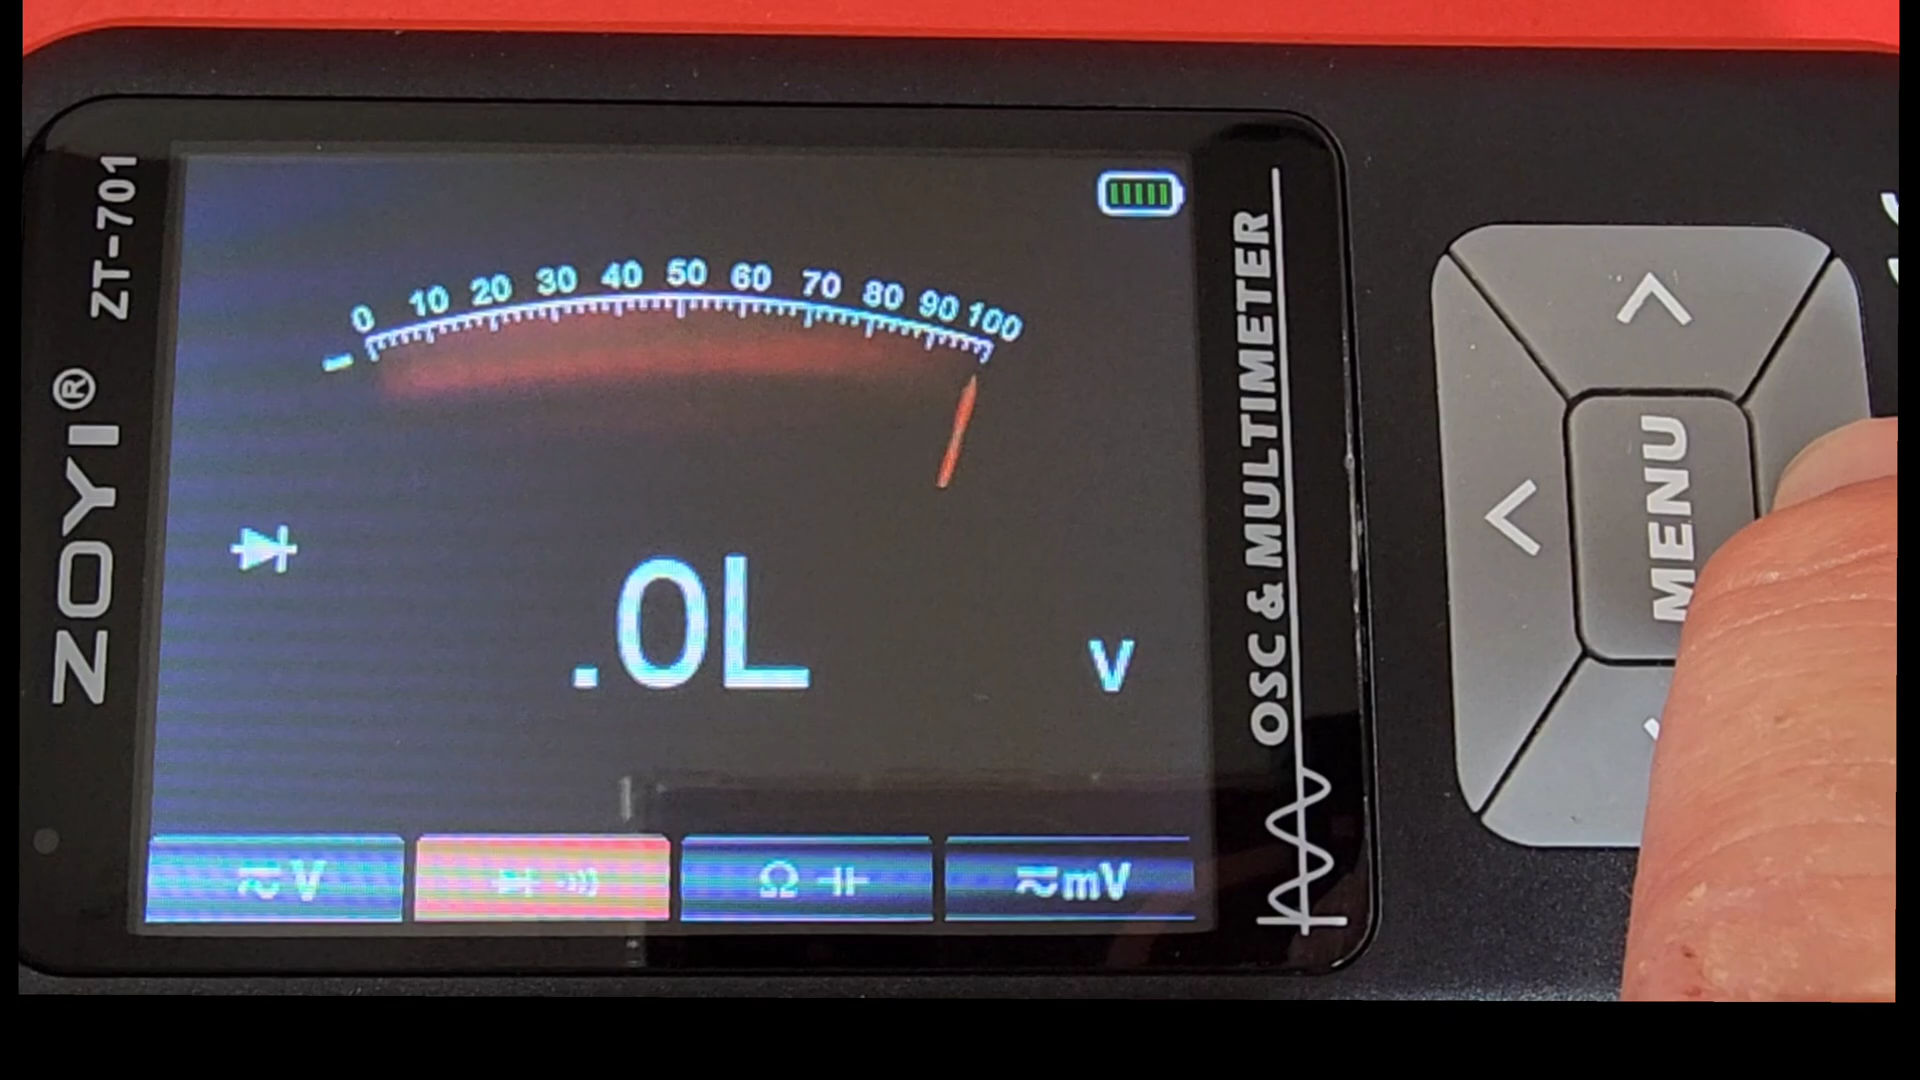 ZOYI® ZT-701
0 10 20 30 40 50 60 70 80 90 100
.0L
V
≂V
Ω
≂mV
OSC & MULTIMETER
MENU